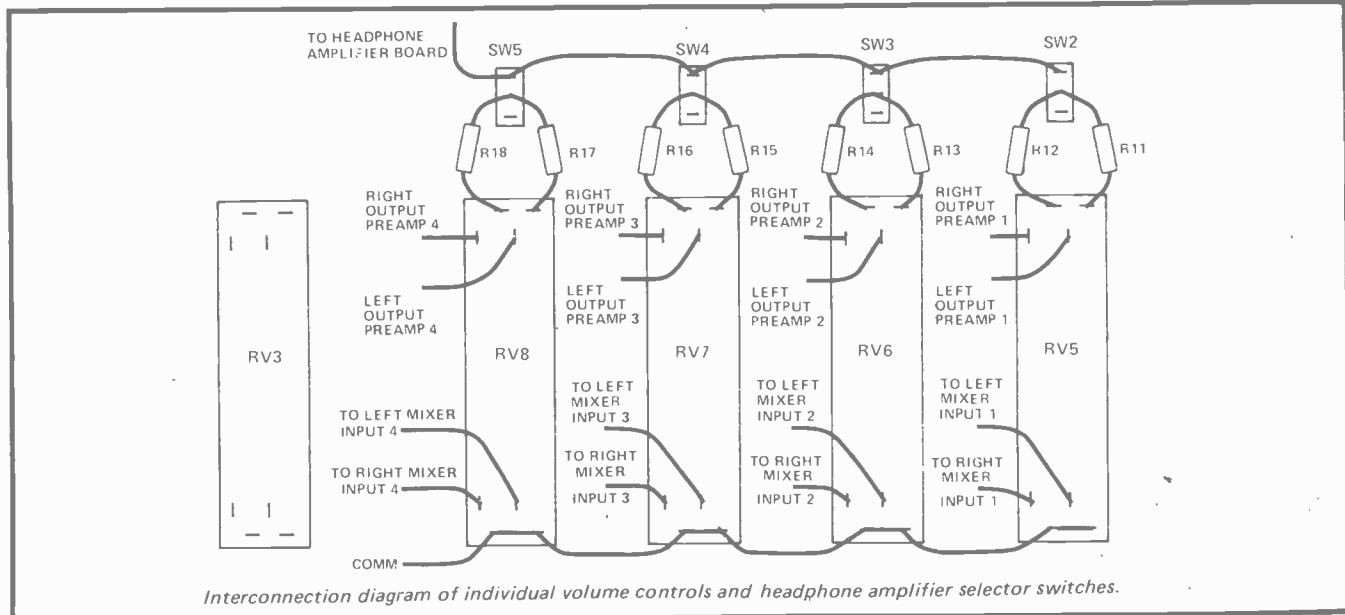 TO HEADPHONE
AMPLIFIER BOARD
SW5
SW4
SW3
SW2
R18
R17
R16
R15
R14
R13
R12
R11
RIGHT
OUTPUT
PREAMP 4
RIGHT
OUTPUT
PREAMP 3
RIGHT
OUTPUT
PREAMP 2
RIGHT
OUTPUT
PREAMP 1
LEFT
OUTPUT
PREAMP 4
LEFT
OUTPUT
PREAMP 3
LEFT
OUTPUT
PREAMP 2
LEFT
OUTPUT
PREAMP 1
RV3
RV8
RV7
RV6
RV5
TO LEFT MIXER
INPUT 4
TO LEFT
MIXER
INPUT 3
TO LEFT
MIXER
INPUT 2
TO LEFT
MIXER
INPUT 1
TO RIGHT MIXER
INPUT 4
TO RIGHT
MIXER
INPUT 3
TO RIGHT
MIXER
INPUT 2
TO RIGHT
MIXER
INPUT 1
COMM
Interconnection diagram of individual volume controls and headphone amplifier selector switches.